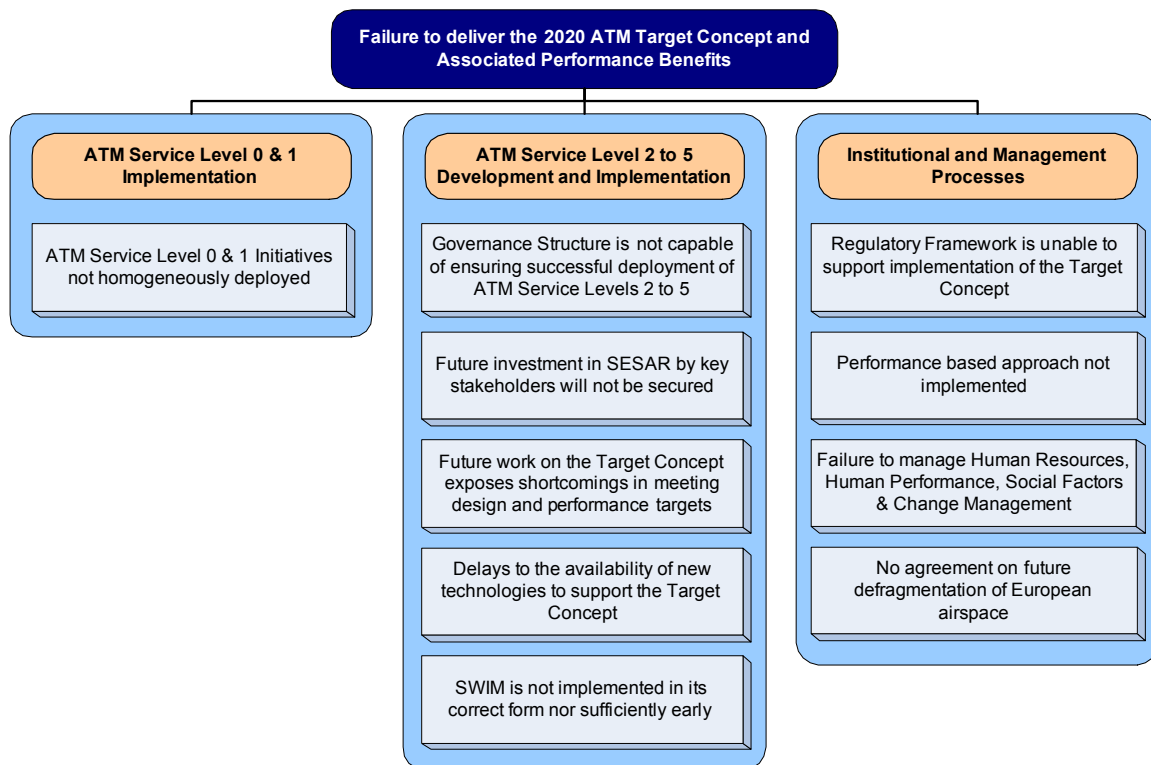 Failure to deliver the 2020 ATM Target Concept and
Associated Performance Benefits
ATM Service Level 0 & 1
Implementation
ATM Service Level 0 & 1 Initiatives
not homogeneously deployed
ATM Service Level 2 to 5
Development and Implementation
Governance Structure is not capable
of ensuring successful deployment of
ATM Service Levels 2 to 5
Future investment in SESAR by key
stakeholders will not be secured
Future work on the Target Concept
exposes shortcomings in meeting
design and performance targets
Delays to the availability of new
technologies to support the Target
Concept
SWIM is not implemented in its
correct form nor sufficiently early
Institutional and Management
Processes
Regulatory Framework is unable to
support implementation of the Target
Concept
Performance based approach not
implemented
Failure to manage Human Resources,
Human Performance, Social Factors
& Change Management
No agreement on future
defragmentation of European
airspace